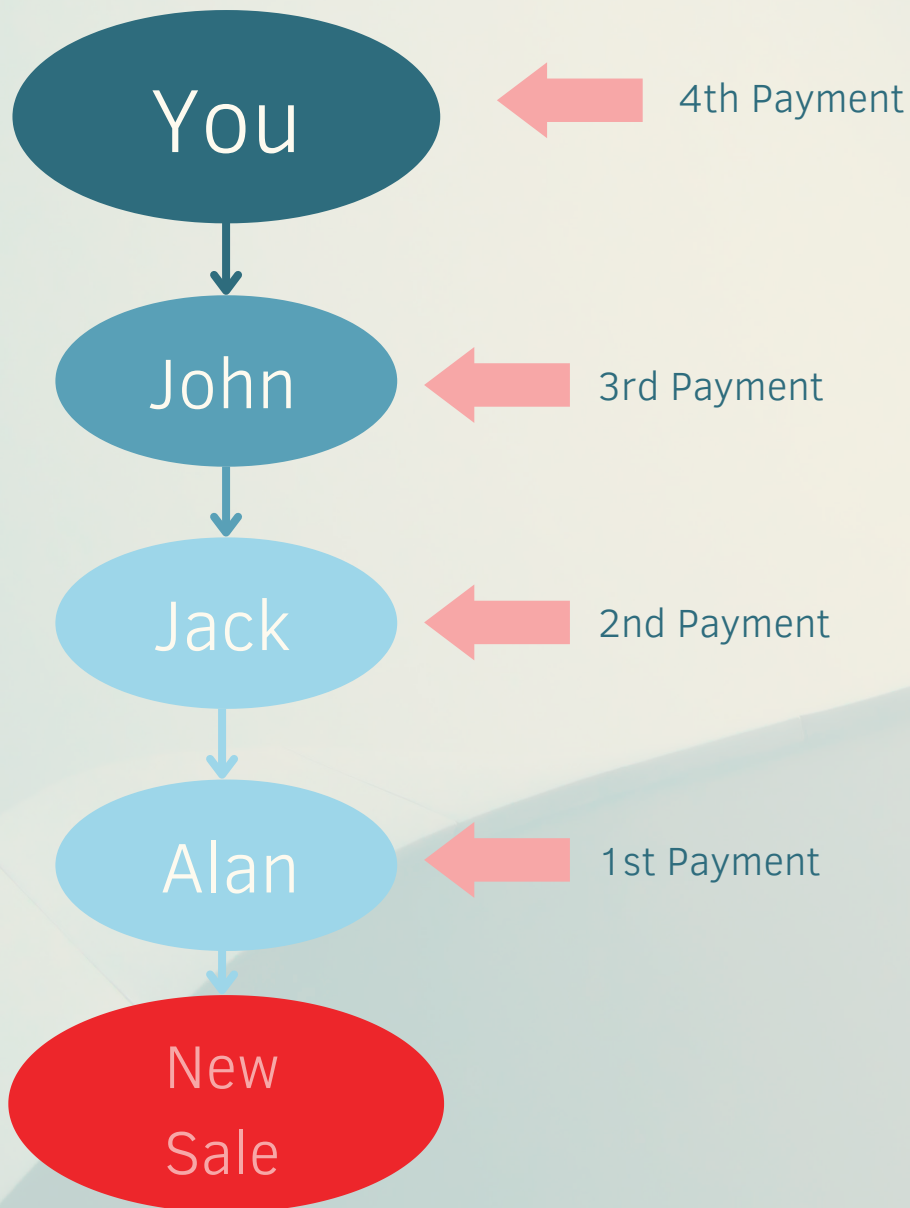 You
4th Payment
John
3rd Payment
Jack
2nd Payment
Alan
1st Payment
New
Sale